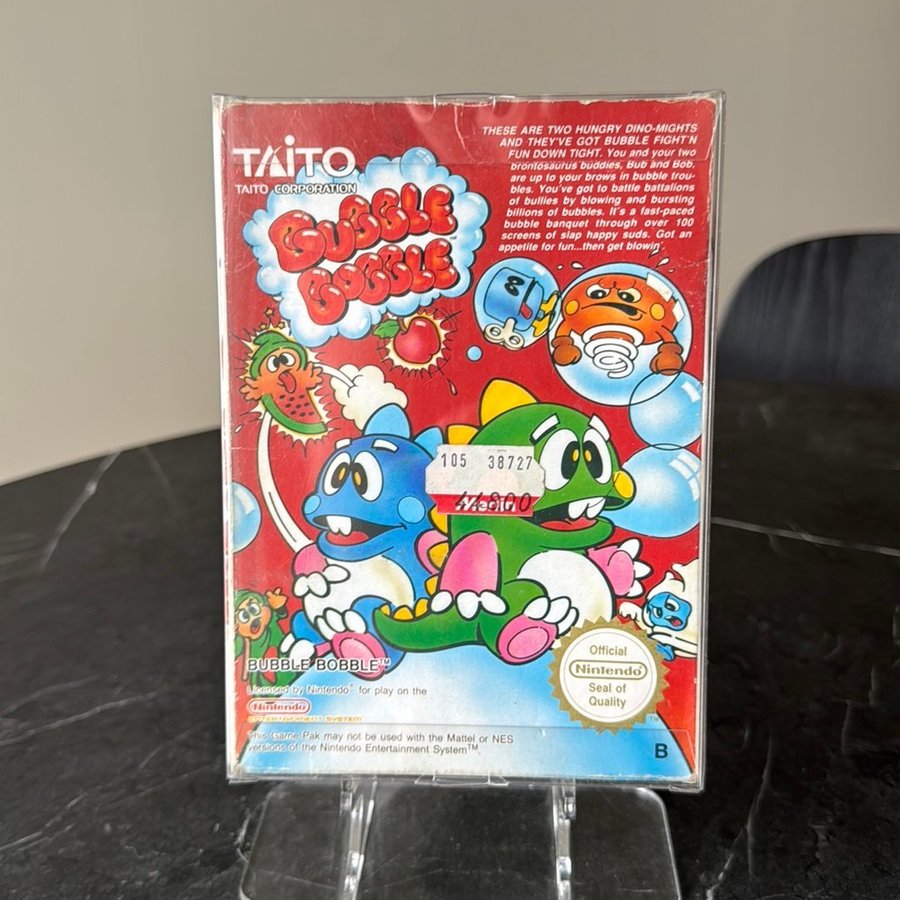 THESE ARE TWO HUNGRY DINO-MIGHTS
AND THEY'VE GOT BUBBLE FIGHT'N
FUN DOWN TIGHT. You and your two
brontosaurus buddies, Bub and Bob,
are up to your brows in bubble trou-
bles. You've got to battle battalions
of bullies by blowing and bursting
billions of bubbles. It's a fast-paced
bubble banquet through over 100
screens of slap happy suds. Got an
appetite for fun...then get blowin'.
TAITO
TAITO CORPORATION
BUBBLE
BOBBLE™
105 38727
BUBBLE BOBBLE™
Licensed by Nintendo® for play on the
Nintendo®
ENTERTAINMENT SYSTEM™
This Game Pak may not be used with the Mattel or NES
versions of the Nintendo Entertainment System™.
Official
Nintendo®
Seal of
Quality
TM
B